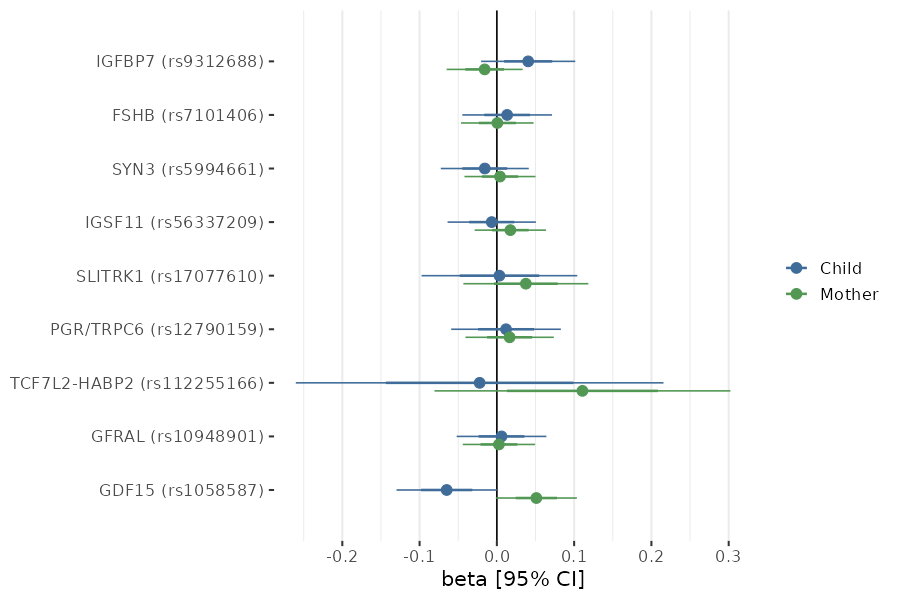 IGFBP7 (rs9312688)
FSHB (rs7101406)
SYN3 (rs5994661)
IGSF11 (rs56337209)
SLITRK1 (rs17077610)
PGR/TRPC6 (rs12790159)
TCF7L2-HABP2 (rs112255166)
GFRAL (rs10948901)
GDF15 (rs1058587)
-0.2 -0.1 0.0 0.1 0.2 0.3
beta [95% CI]
Child
Mother